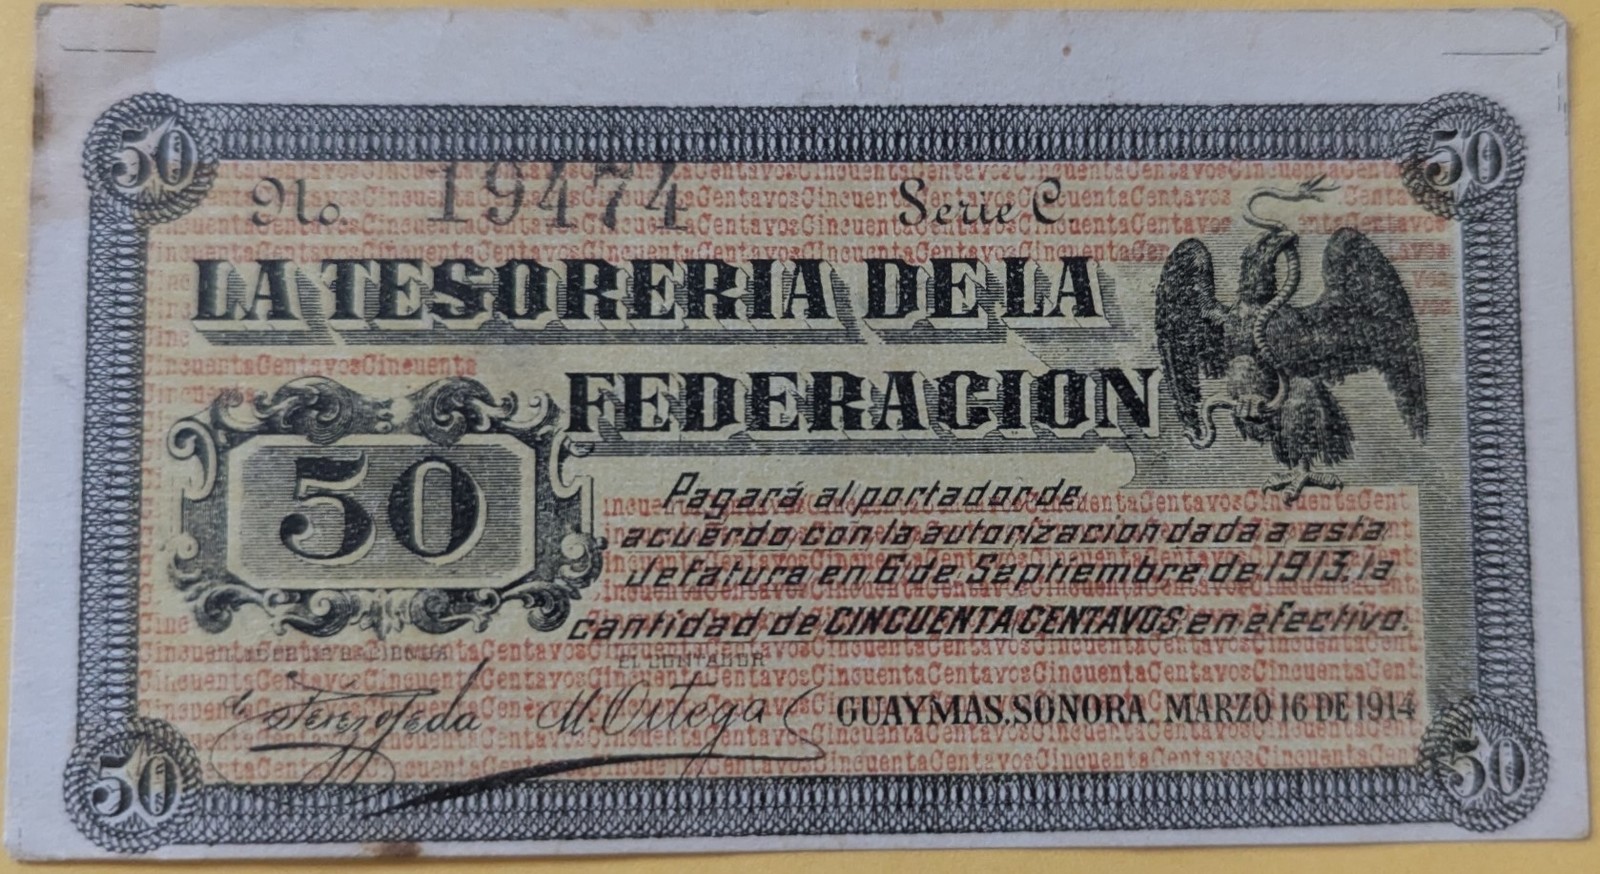 50 50
No. 19474 Serie C.
LA TESORERIA DE LA
FEDERACION
50
Pagará al portador de
acuerdo con la autorizacion dada a esta
Jefatura en 6 de Septiembre de 1913, la
cantidad de CINCUENTA CENTAVOS en efectivo.
EL CONTADOR
M. Ortega
GUAYMAS, SONORA, MARZO 16 DE 1914
50 50